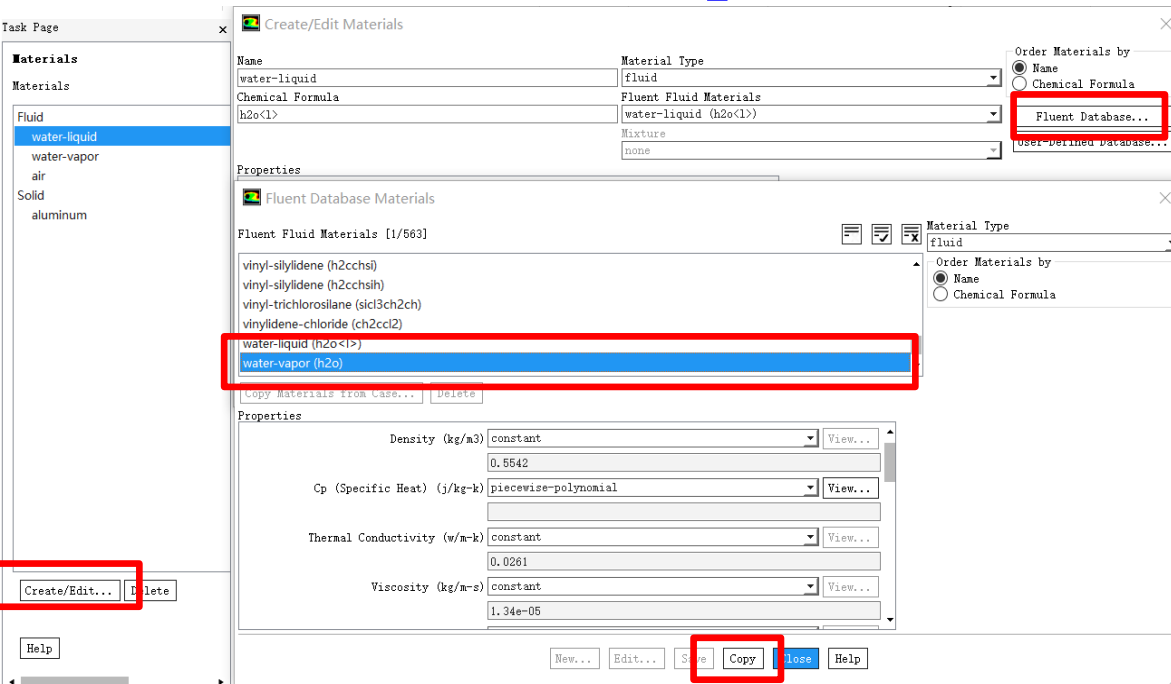 Task Page
x
Materials
Materials
Fluid
water-liquid
water-vapor
air
Solid
aluminum
Create/Edit...
Delete
Help
Create/Edit Materials
Name
water-liquid
Chemical Formula
h2o<l>
Material Type
fluid
Fluent Fluid Materials
water-liquid (h2o<l>)
Mixture
none
Order Materials by
Name
Chemical Formula
Fluent Database...
User-Defined Database...
Properties
Fluent Database Materials
Fluent Fluid Materials [1/563]
vinyl-silylidene (h2cchsi)
vinyl-silylidene (h2cchsih)
vinyl-trichlorosilane (sicl3ch2ch)
vinylidene-chloride (ch2ccl2)
water-liquid (h2o<l>)
water-vapor (h2o)
Material Type
fluid
Order Materials by
Name
Chemical Formula
Copy Materials from Case...
Delete
Properties
Density (kg/m3) constant View...
0.5542
Cp (Specific Heat) (j/kg-k) piecewise-polynomial View...
Thermal Conductivity (w/m-k) constant View...
0.0261
Viscosity (kg/m-s) constant View...
1.34e-05
New... Edit... Save Copy Close Help